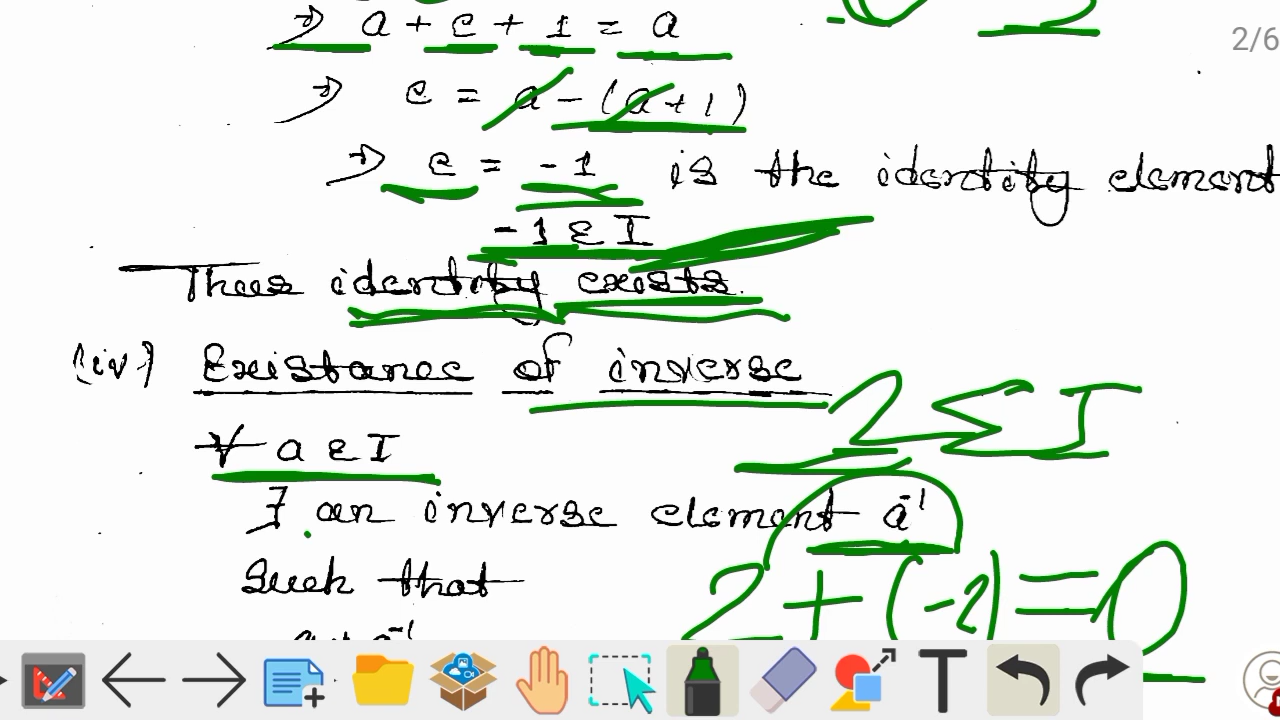 ⇒ a + e + 1 = a
2/6
⇒ e = a - (a + 1)
⇒ e = -1 is the identity element
-1 ε I
Thus identity exists.
(iv) Existance of inverse
2 Σ I
∀ a ε I
∃ an inverse element a⁻¹
Such that
2 + (-2) = 0
T